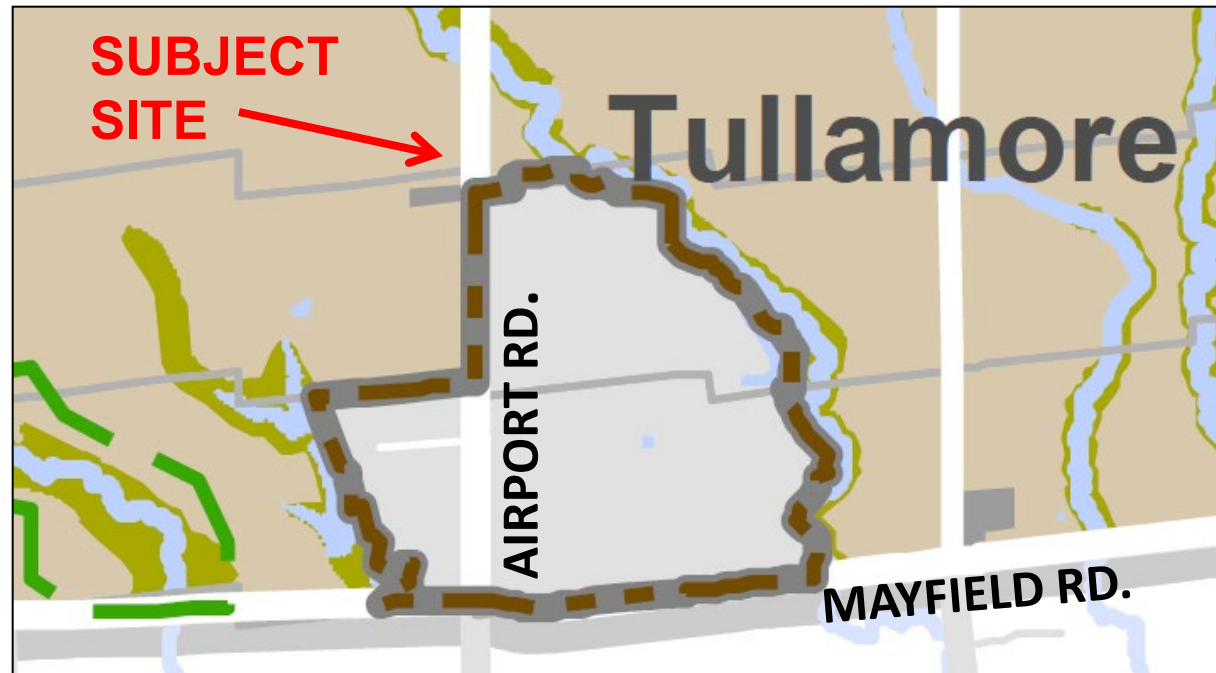 SUBJECT
SITE
Tullamore
AIRPORT RD.
MAYFIELD RD.